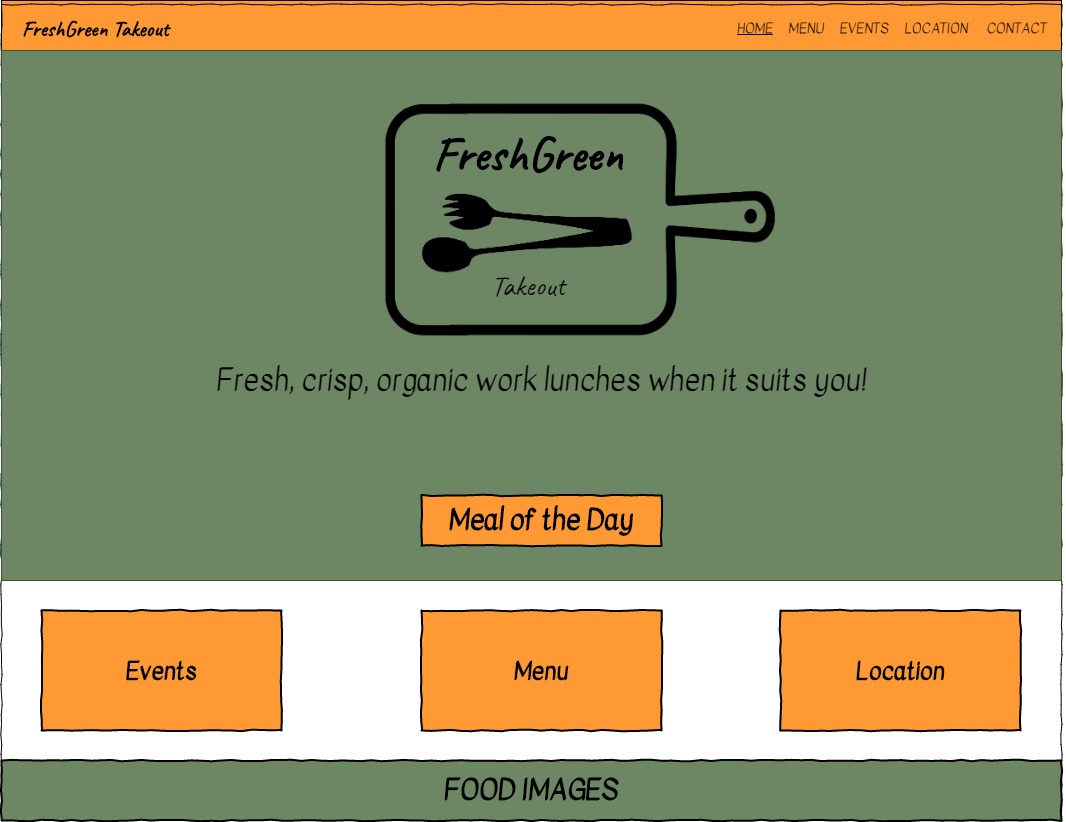 FreshGreen Takeout
HOME MENU EVENTS LOCATION CONTACT
FreshGreen
Takeout
Fresh, crisp, organic work lunches when it suits you!
Meal of the Day
Events
Menu
Location
FOOD IMAGES